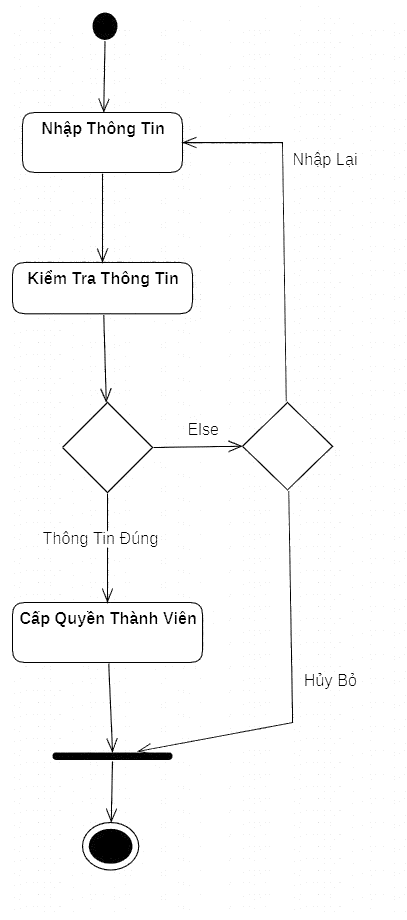 Nhập Thông Tin
Nhập Lại
Kiểm Tra Thông Tin
Else
Thông Tin Đúng
Cấp Quyền Thành Viên
Hủy Bỏ